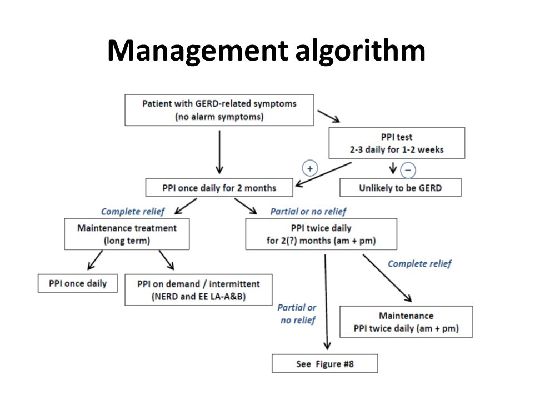 Management algorithm
Patient with GERD-related symptoms
(no alarm symptoms)
PPI test
2-3 daily for 1-2 weeks
+
−
PPI once daily for 2 months
Unlikely to be GERD
Complete relief
Partial or no relief
Maintenance treatment
(long term)
PPI twice daily
for 2(?) months (am + pm)
Complete relief
PPI once daily
PPI on demand / intermittent
(NERD and EE LA-A&B)
Partial or
no relief
Maintenance
PPI twice daily (am + pm)
See Figure #8